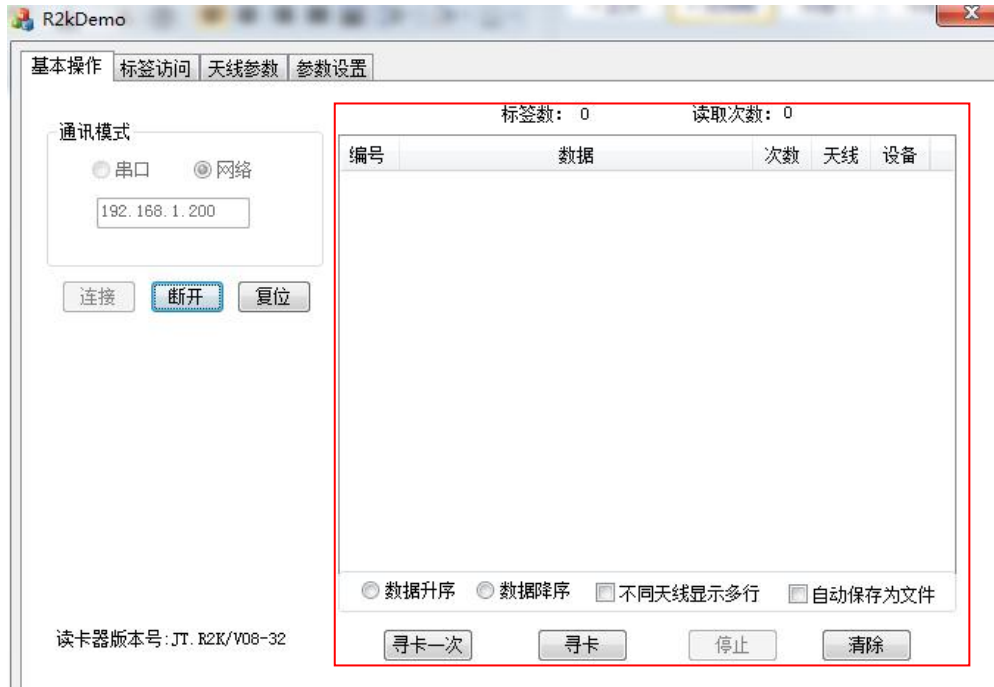 R2kDemo
基本操作 标签访问 天线参数 参数设置
标签数: 0 读取次数: 0
通讯模式
编号 数据 次数 天线 设备
串口 网络
192.168.1.200
连接 断开 复位
数据升序 数据降序 不同天线显示多行 自动保存为文件
读卡器版本号:JT.R2K/V08-32
寻卡一次 寻卡 停止 清除